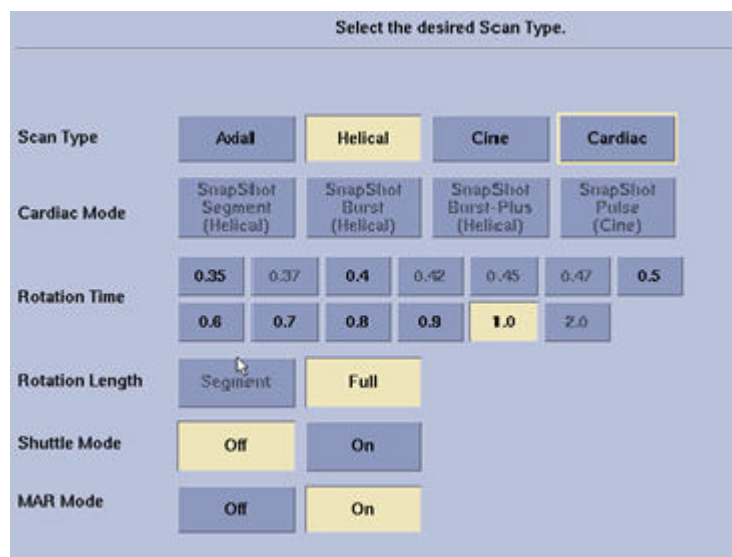 Select the desired Scan Type.
Scan Type Axial Helical Cine Cardiac
Cardiac Mode
SnapShot Segment (Helical)
SnapShot Burst (Helical)
SnapShot Burst-Plus (Helical)
SnapShot Pulse (Cine)
Rotation Time
0.35 0.37 0.4 0.42 0.45 0.47 0.5
0.6 0.7 0.8 0.9 1.0 2.0
Rotation Length Segment Full
Shuttle Mode Off On
MAR Mode Off On